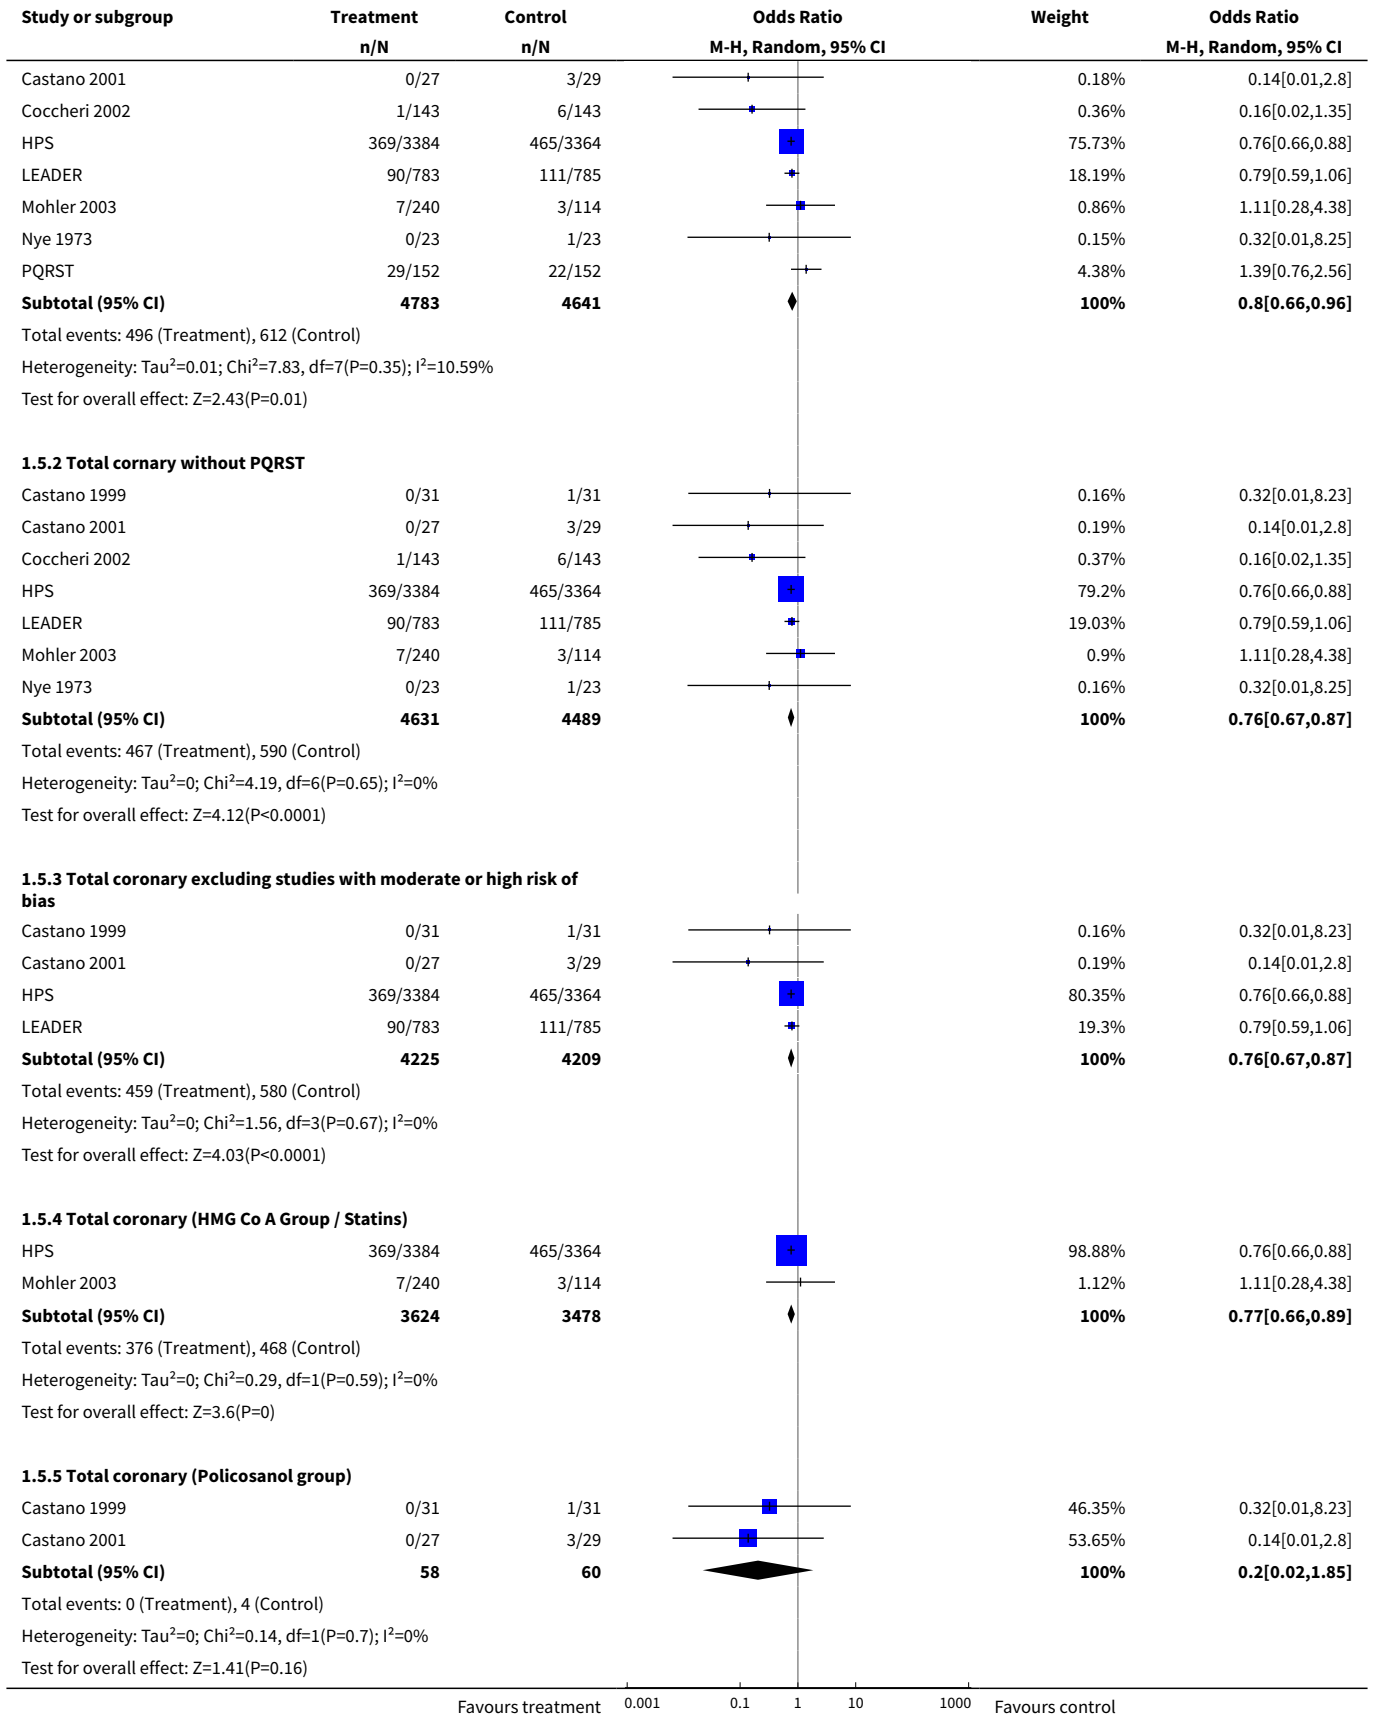 Study or subgroup Treatment Control Odds Ratio Weight Odds Ratio
n/N n/N M-H, Random, 95% CI M-H, Random, 95% CI
Castano 2001 0/27 3/29 0.18% 0.14[0.01,2.8]
Coccheri 2002 1/143 6/143 0.36% 0.16[0.02,1.35]
HPS 369/3384 465/3364 75.73% 0.76[0.66,0.88]
LEADER 90/783 111/785 18.19% 0.79[0.59,1.06]
Mohler 2003 7/240 3/114 0.86% 1.11[0.28,4.38]
Nye 1973 0/23 1/23 0.15% 0.32[0.01,8.25]
PQRST 29/152 22/152 4.38% 1.39[0.76,2.56]
Subtotal (95% CI) 4783 4641 100% 0.8[0.66,0.96]
Total events: 496 (Treatment), 612 (Control)
Heterogeneity: Tau²=0.01; Chi²=7.83, df=7(P=0.35); I²=10.59%
Test for overall effect: Z=2.43(P=0.01)
1.5.2 Total cornary without PQRST
Castano 1999 0/31 1/31 0.16% 0.32[0.01,8.23]
Castano 2001 0/27 3/29 0.19% 0.14[0.01,2.8]
Coccheri 2002 1/143 6/143 0.37% 0.16[0.02,1.35]
HPS 369/3384 465/3364 79.2% 0.76[0.66,0.88]
LEADER 90/783 111/785 19.03% 0.79[0.59,1.06]
Mohler 2003 7/240 3/114 0.9% 1.11[0.28,4.38]
Nye 1973 0/23 1/23 0.16% 0.32[0.01,8.25]
Subtotal (95% CI) 4631 4489 100% 0.76[0.67,0.87]
Total events: 467 (Treatment), 590 (Control)
Heterogeneity: Tau²=0; Chi²=4.19, df=6(P=0.65); I²=0%
Test for overall effect: Z=4.12(P<0.0001)
1.5.3 Total coronary excluding studies with moderate or high risk of
bias
Castano 1999 0/31 1/31 0.16% 0.32[0.01,8.23]
Castano 2001 0/27 3/29 0.19% 0.14[0.01,2.8]
HPS 369/3384 465/3364 80.35% 0.76[0.66,0.88]
LEADER 90/783 111/785 19.3% 0.79[0.59,1.06]
Subtotal (95% CI) 4225 4209 100% 0.76[0.67,0.87]
Total events: 459 (Treatment), 580 (Control)
Heterogeneity: Tau²=0; Chi²=1.56, df=3(P=0.67); I²=0%
Test for overall effect: Z=4.03(P<0.0001)
1.5.4 Total coronary (HMG Co A Group / Statins)
HPS 369/3384 465/3364 98.88% 0.76[0.66,0.88]
Mohler 2003 7/240 3/114 1.12% 1.11[0.28,4.38]
Subtotal (95% CI) 3624 3478 100% 0.77[0.66,0.89]
Total events: 376 (Treatment), 468 (Control)
Heterogeneity: Tau²=0; Chi²=0.29, df=1(P=0.59); I²=0%
Test for overall effect: Z=3.6(P=0)
1.5.5 Total coronary (Policosanol group)
Castano 1999 0/31 1/31 46.35% 0.32[0.01,8.23]
Castano 2001 0/27 3/29 53.65% 0.14[0.01,2.8]
Subtotal (95% CI) 58 60 100% 0.2[0.02,1.85]
Total events: 0 (Treatment), 4 (Control)
Heterogeneity: Tau²=0; Chi²=0.14, df=1(P=0.7); I²=0%
Test for overall effect: Z=1.41(P=0.16)
Favours treatment 0.001 0.1 1 10 1000 Favours control